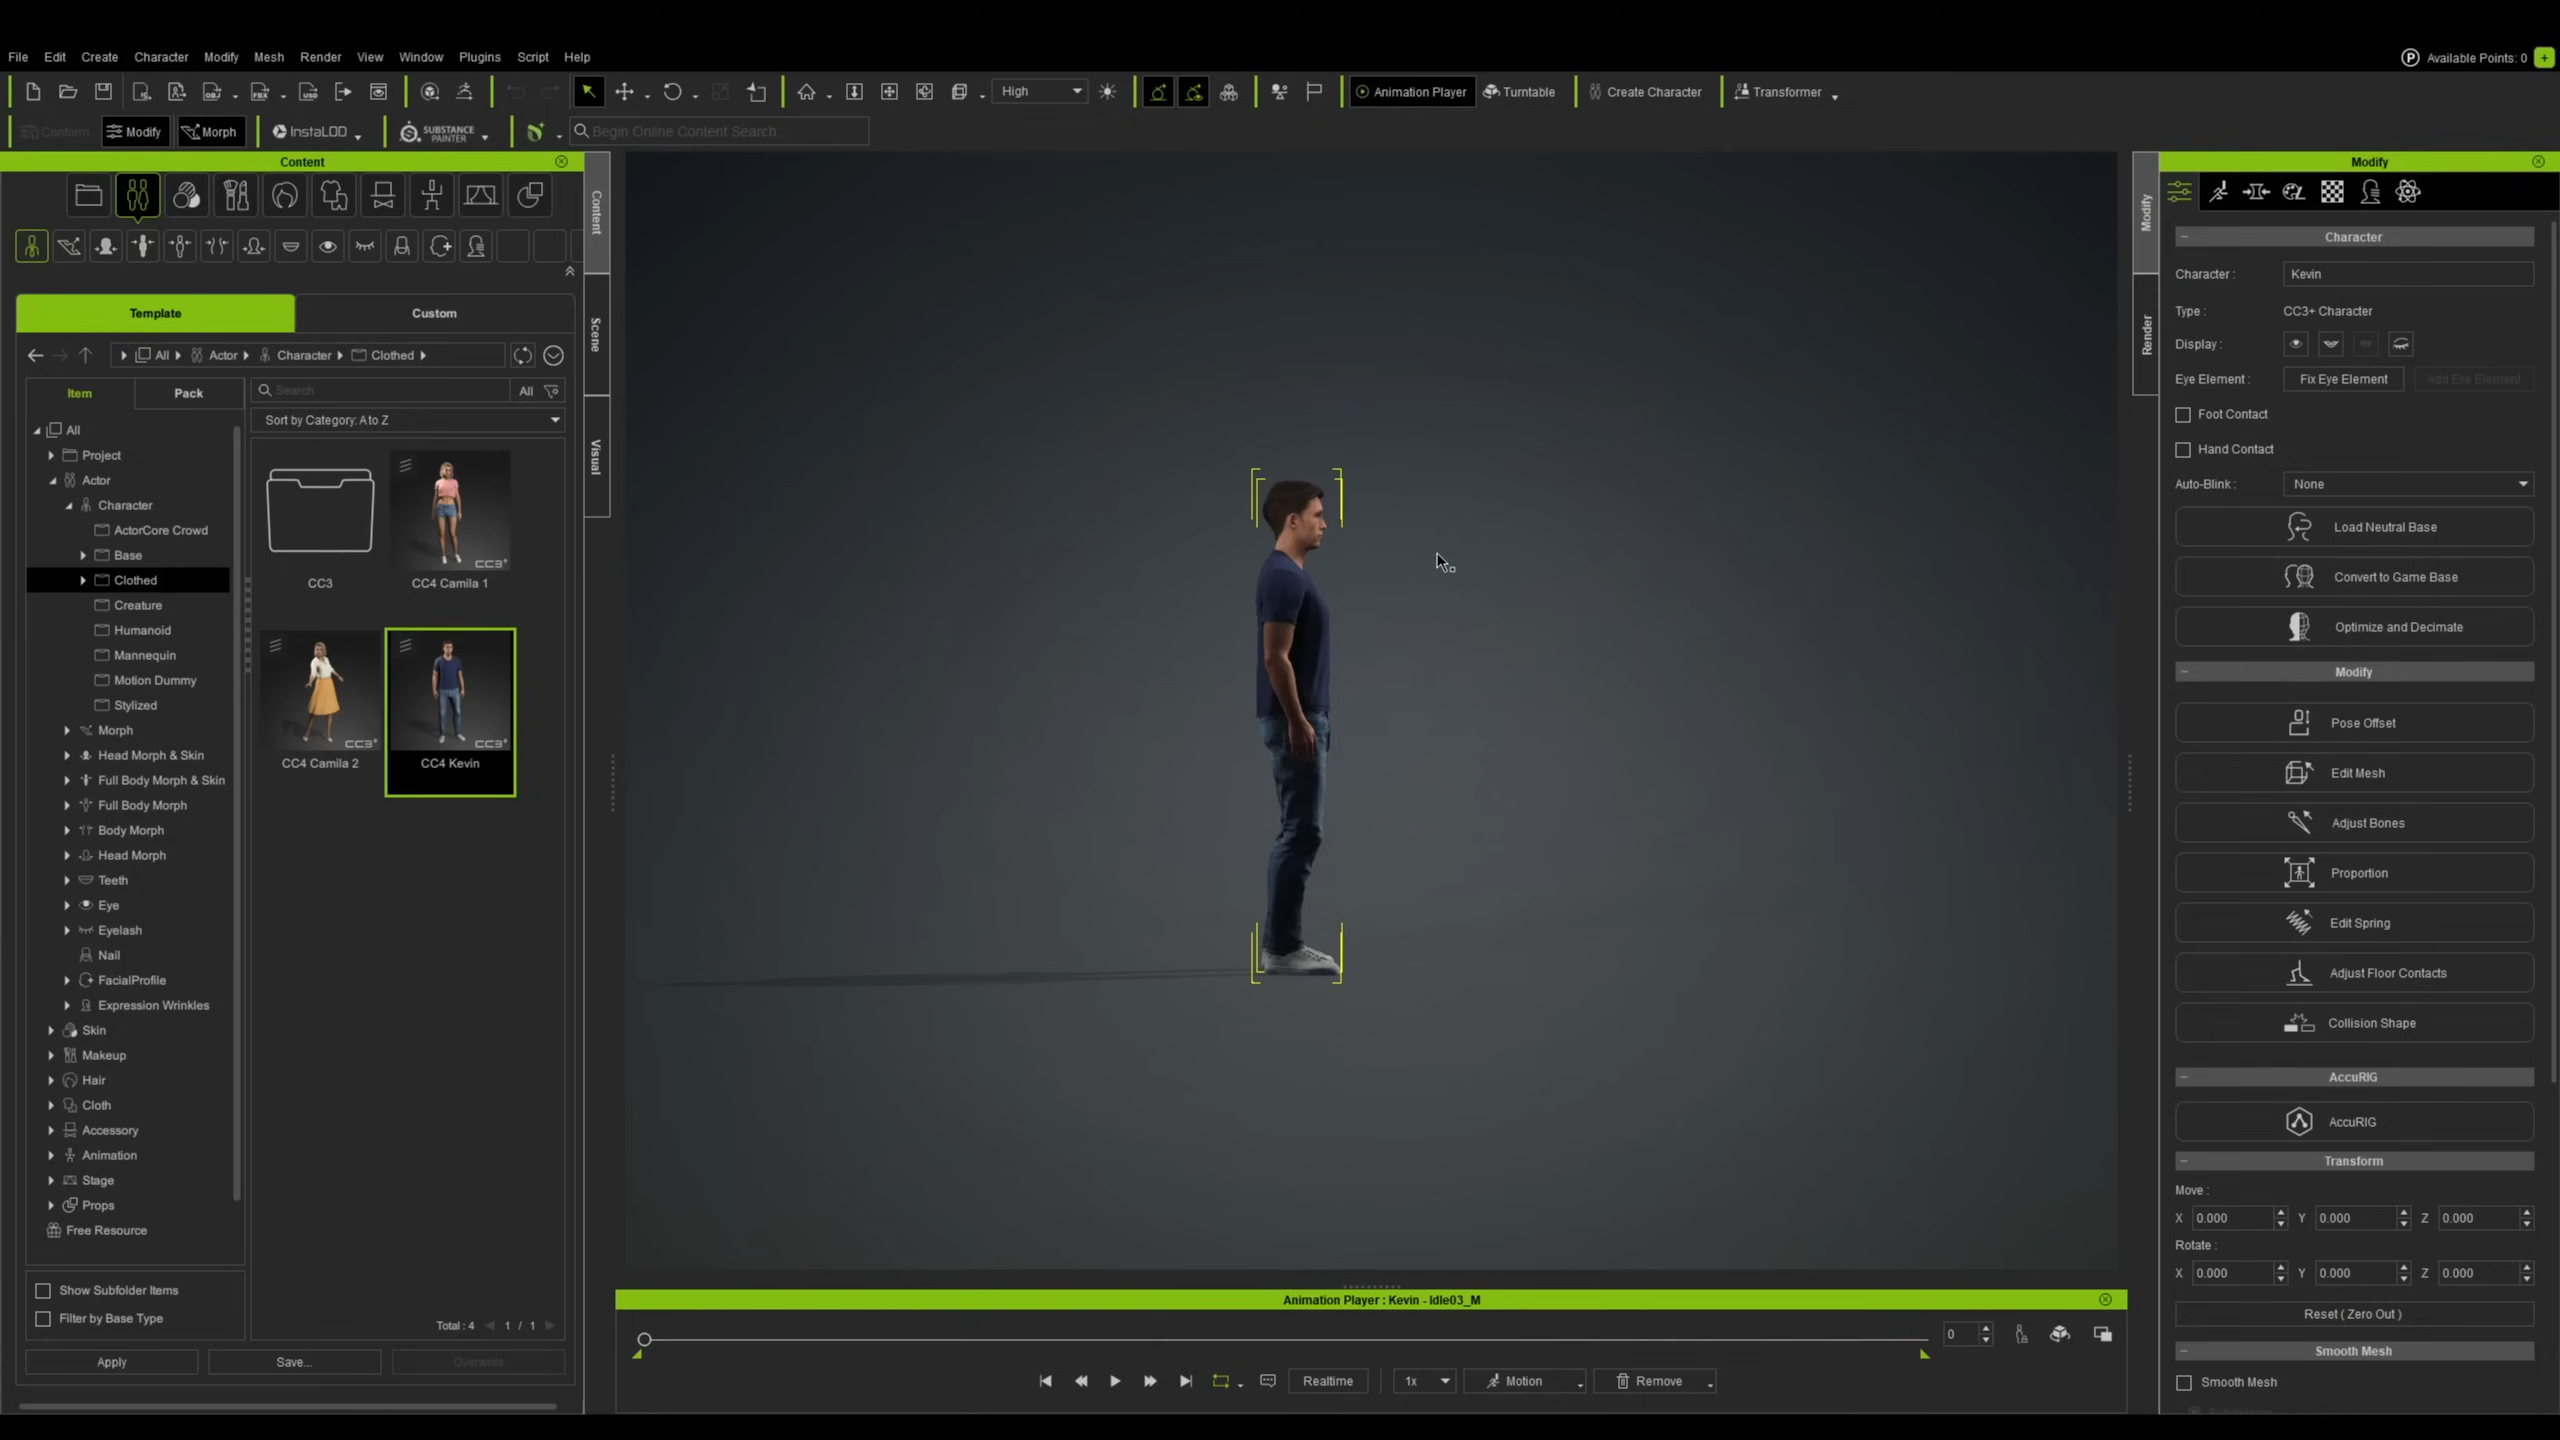 File Edit Create Character Modify Mesh Render View Window Plugins Script Help
Available Points: 0
High
Animation Player
Turntable
Create Character
Transformer
Conform
Modify
Morph
InstaLOD
SUBSTANCE PAINTER
Begin Online Content Search...
Content
Template
Custom
All
Actor
Character
Clothed
Item
Pack
Search
All
Sort by Category: A to Z
All
Project
Actor
Character
ActorCore Crowd
Base
Clothed
Creature
Humanoid
Mannequin
Motion Dummy
Stylized
Morph
Head Morph & Skin
Full Body Morph & Skin
Full Body Morph
Body Morph
Head Morph
Teeth
Eye
Eyelash
Nail
FacialProfile
Expression Wrinkles
Skin
Makeup
Hair
Cloth
Accessory
Animation
Stage
Props
Free Resource
CC3
CC3+
CC4 Camila 1
CC3+
CC4 Camila 2
CC3+
CC4 Kevin
Show Subfolder Items
Filter by Base Type
Total : 4
1 / 1
Apply
Save...
Overwrite
Content
Scene
Visual
Animation Player : Kevin - Idle03_M
0
Realtime
1x
Motion
Remove
Modify
Render
Modify
Character
Character :
Kevin
Type :
CC3+ Character
Display :
Eye Element :
Fix Eye Element
Add Eye Element
Foot Contact
Hand Contact
Auto-Blink :
None
Load Neutral Base
Convert to Game Base
Optimize and Decimate
Modify
Pose Offset
Edit Mesh
Adjust Bones
Proportion
Edit Spring
Adjust Floor Contacts
Collision Shape
AccuRIG
AccuRIG
Transform
Move :
X 0.000 Y 0.000 Z 0.000
Rotate :
X 0.000 Y 0.000 Z 0.000
Reset ( Zero Out )
Smooth Mesh
Smooth Mesh